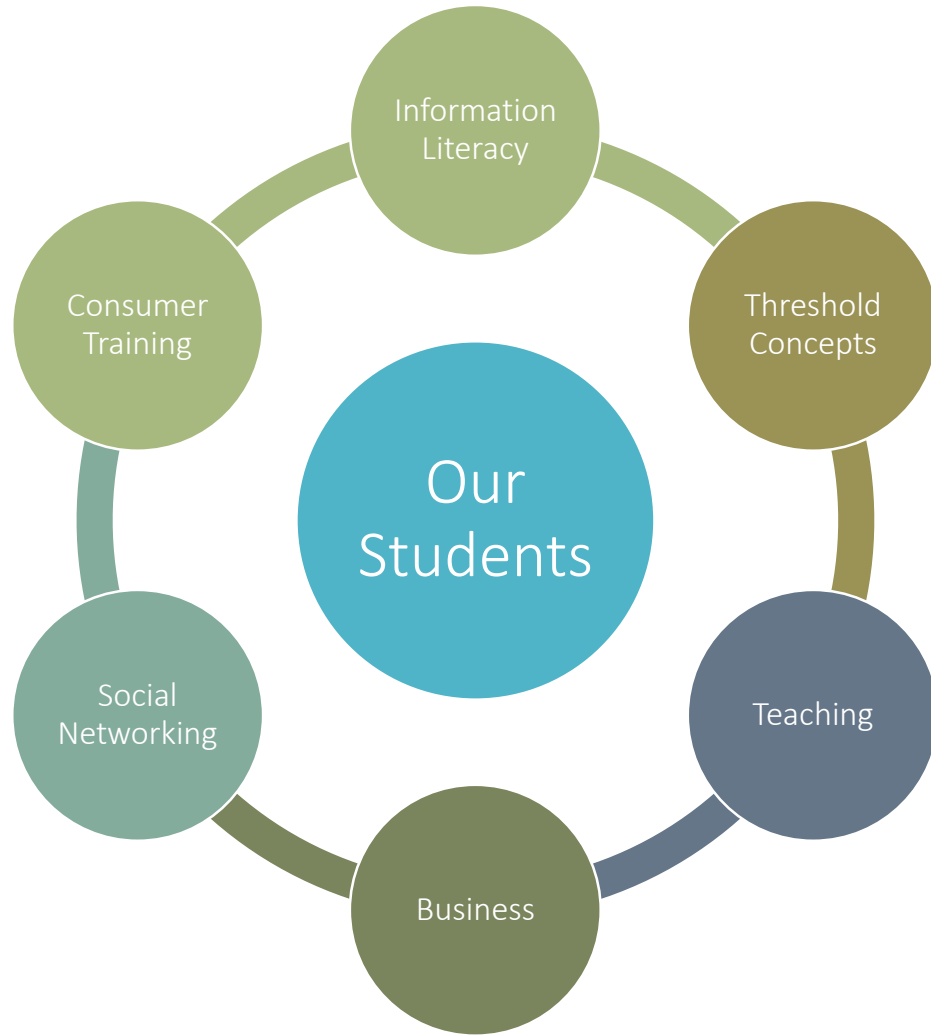 Information
Literacy
Threshold
Concepts
Teaching
Business
Social
Networking
Consumer
Training
Our
Students